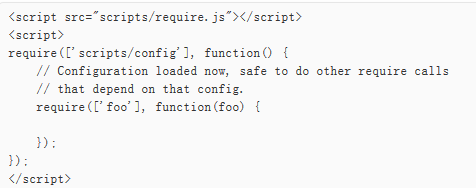 <script src="scripts/require.js"></script>
<script>
require(['scripts/config'], function() {
    // Configuration loaded now, safe to do other require calls
    // that depend on that config.
    require(['foo'], function(foo) {

    });
});
</script>